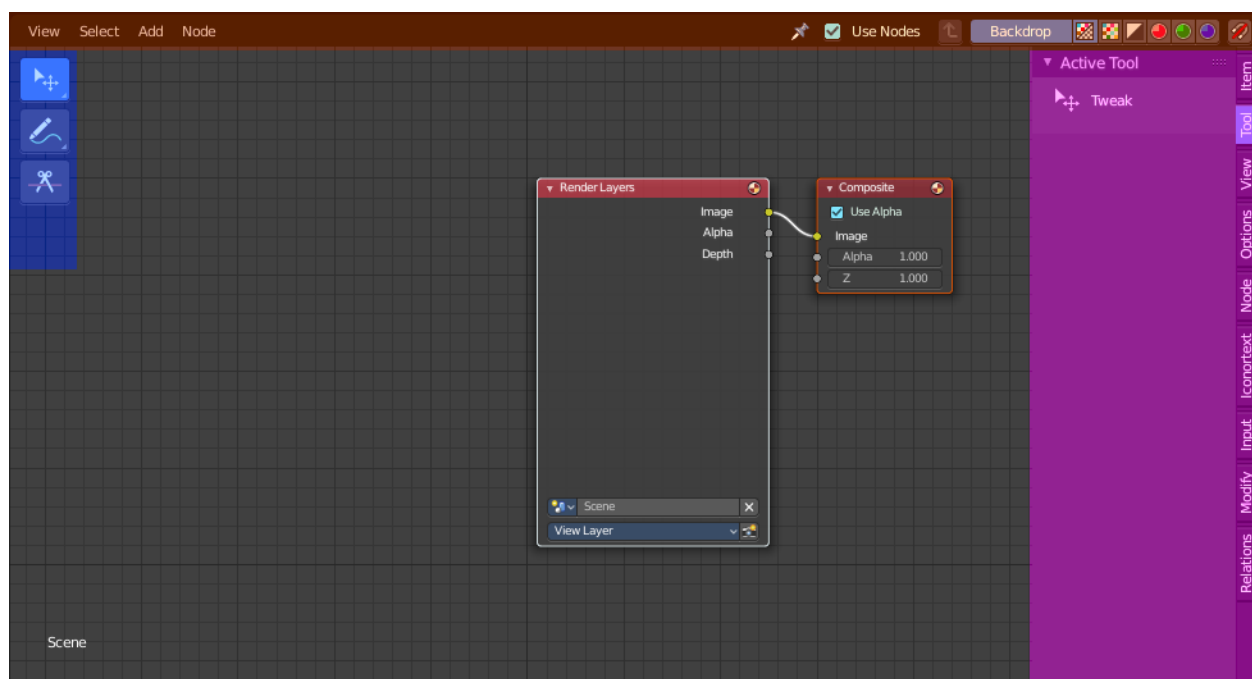 View Select Add Node Use Nodes Backdrop
Active Tool
Tweak
Item
Tool
View
Options
Node
Iconortext
Input
Modify
Relations
Render Layers
Image
Alpha
Depth
Scene
View Layer
Composite
Use Alpha
Image
Alpha 1.000
Z 1.000
Scene